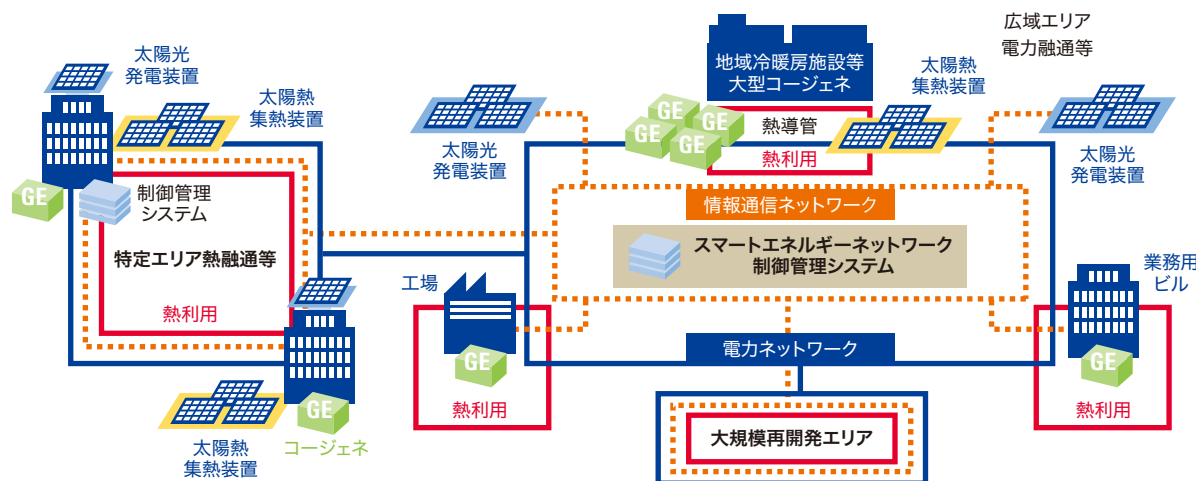 太陽光
発電装置
太陽熱
集熱装置
GE
制御管理
システム
特定エリア熱融通等
熱利用
GE
コージェネ
太陽熱
集熱装置
広域エリア
電力融通等
地域冷暖房施設等
大型コージェネ
GE
GE
GE
GE
熱導管
熱利用
太陽熱
集熱装置
太陽光
発電装置
太陽光
発電装置
情報通信ネットワーク
スマートエネルギーネットワーク
制御管理システム
工場
GE
熱利用
電力ネットワーク
業務用
ビル
GE
熱利用
大規模再開発エリア